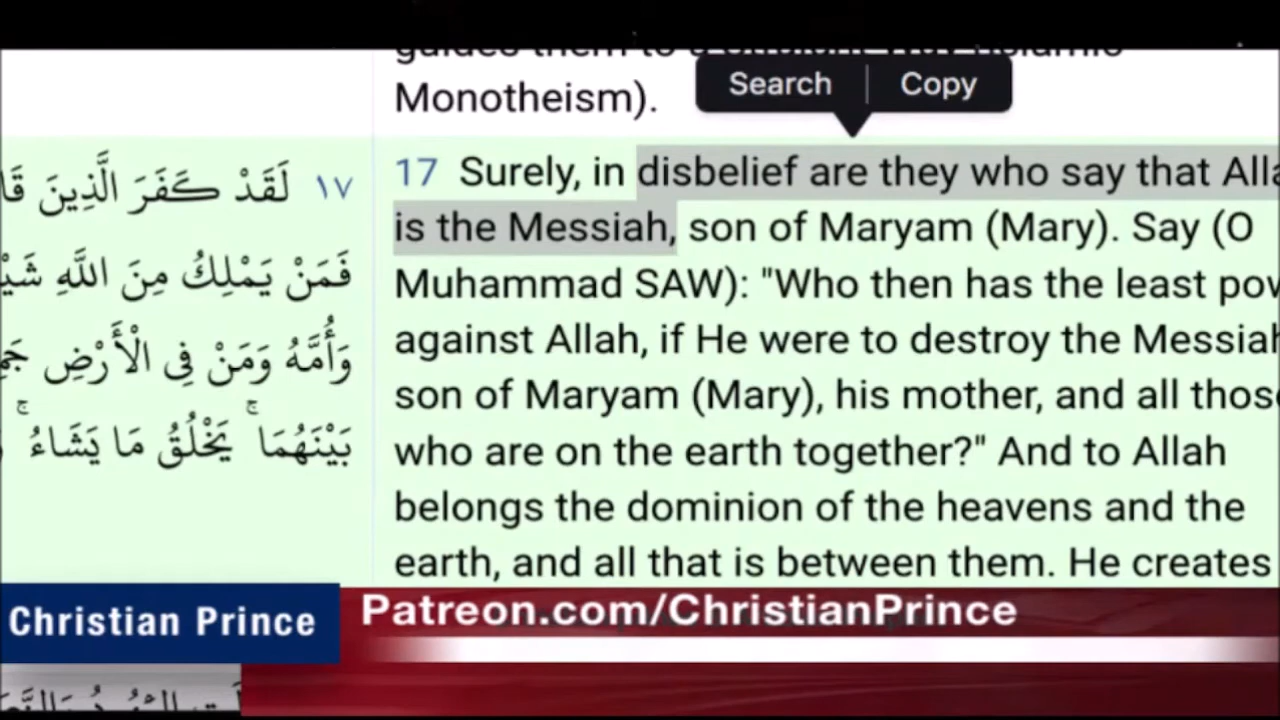 Monotheism).
Search
Copy
17 Surely, in disbelief are they who say that
is the Messiah, son of Maryam (Mary). Say (O
Muhammad SAW): "Who then has the least
against Allah, if He were to destroy the
son of Maryam (Mary), his mother, and all
who are on the earth together?" And to Allah
belongs the dominion of the heavens and the
earth, and all that is between them. He creates
١٧ لَقَدْ كَفَرَ الَّذِينَ
فَمَنْ يَمْلِكُ مِنَ اللَّهِ
وَأُمَّهُ وَمَنْ فِي الْأَرْضِ
بَيْنَهُمَا ۚ يَخْلُقُ مَا يَشَاءُ ۚ
Christian Prince
Patreon.com/ChristianPrince